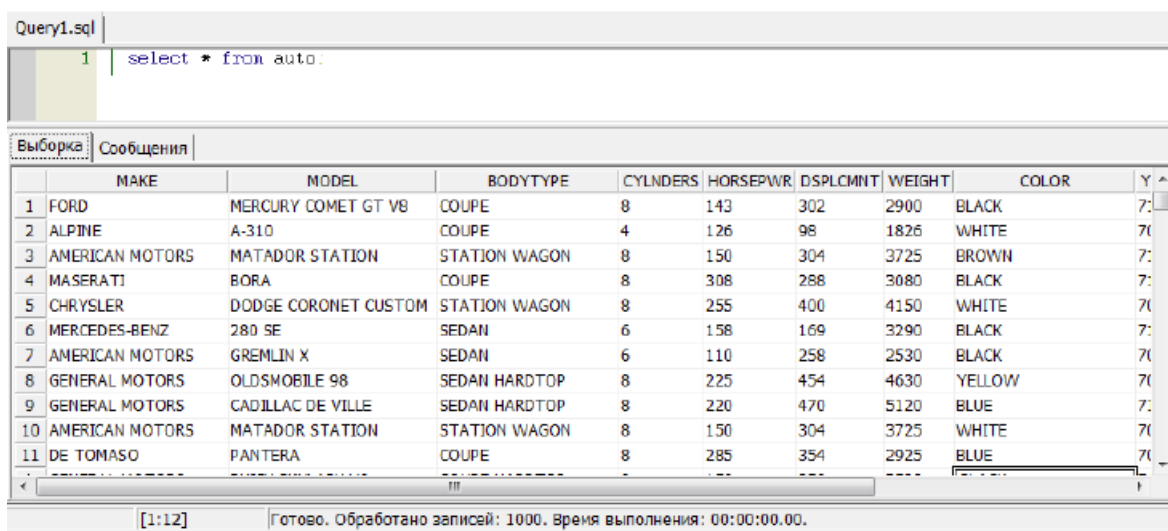 Query1.sql
1 select * from auto;
Выборка Сообщения
MAKE MODEL BODYTYPE CYLNDERS HORSEPWR DSPLCMNT WEIGHT COLOR Y
1 FORD MERCURY COMET GT V8 COUPE 8 143 302 2900 BLACK
2 ALPINE A-310 COUPE 4 126 98 1826 WHITE
3 AMERICAN MOTORS MATADOR STATION STATION WAGON 8 150 304 3725 BROWN
4 MASERATI BORA COUPE 8 308 288 3080 BLACK
5 CHRYSLER DODGE CORONET CUSTOM STATION WAGON 8 255 400 4150 WHITE
6 MERCEDES-BENZ 280 SE SEDAN 6 158 169 3290 BLACK
7 AMERICAN MOTORS GREMLIN X SEDAN 6 110 258 2530 BLACK
8 GENERAL MOTORS OLDSMOBILE 98 SEDAN HARDTOP 8 225 454 4630 YELLOW
9 GENERAL MOTORS CADILLAC DE VILLE SEDAN HARDTOP 8 220 470 5120 BLUE
10 AMERICAN MOTORS MATADOR STATION STATION WAGON 8 150 304 3725 WHITE
11 DE TOMASO PANTERA COUPE 8 285 354 2925 BLUE
[1:12] Готово. Обработано записей: 1000. Время выполнения: 00:00:00.00.